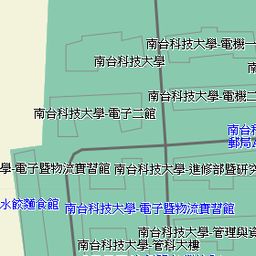 南台科技大學-電機一
南台科技大學
南台科技大學-電機二
南台科技大學-電子二館
南台科
郵局
學-電子暨物流實習館
南台科技大學-進修部暨研究
水餃麵食館
南台科技大學-電子暨物流實習館
南台科技大學-管理與資
南台科技大學-管科大樓